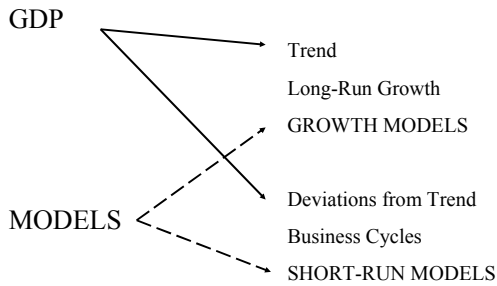 GDP
Trend
Long-Run Growth
GROWTH MODELS
Deviations from Trend
MODELS
Business Cycles
SHORT-RUN MODELS